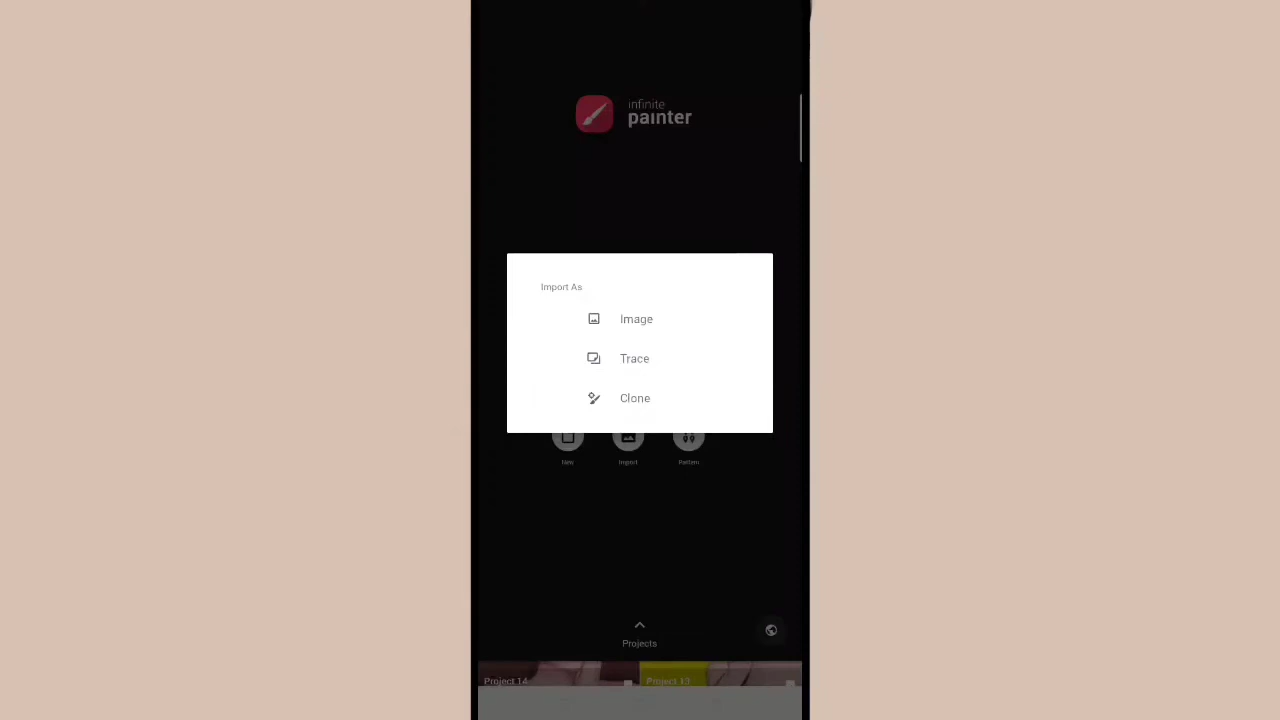 infinite
painter
Import As
Image
Trace
Clone
New
Import
Pattern
Projects
Project 14
Project 13